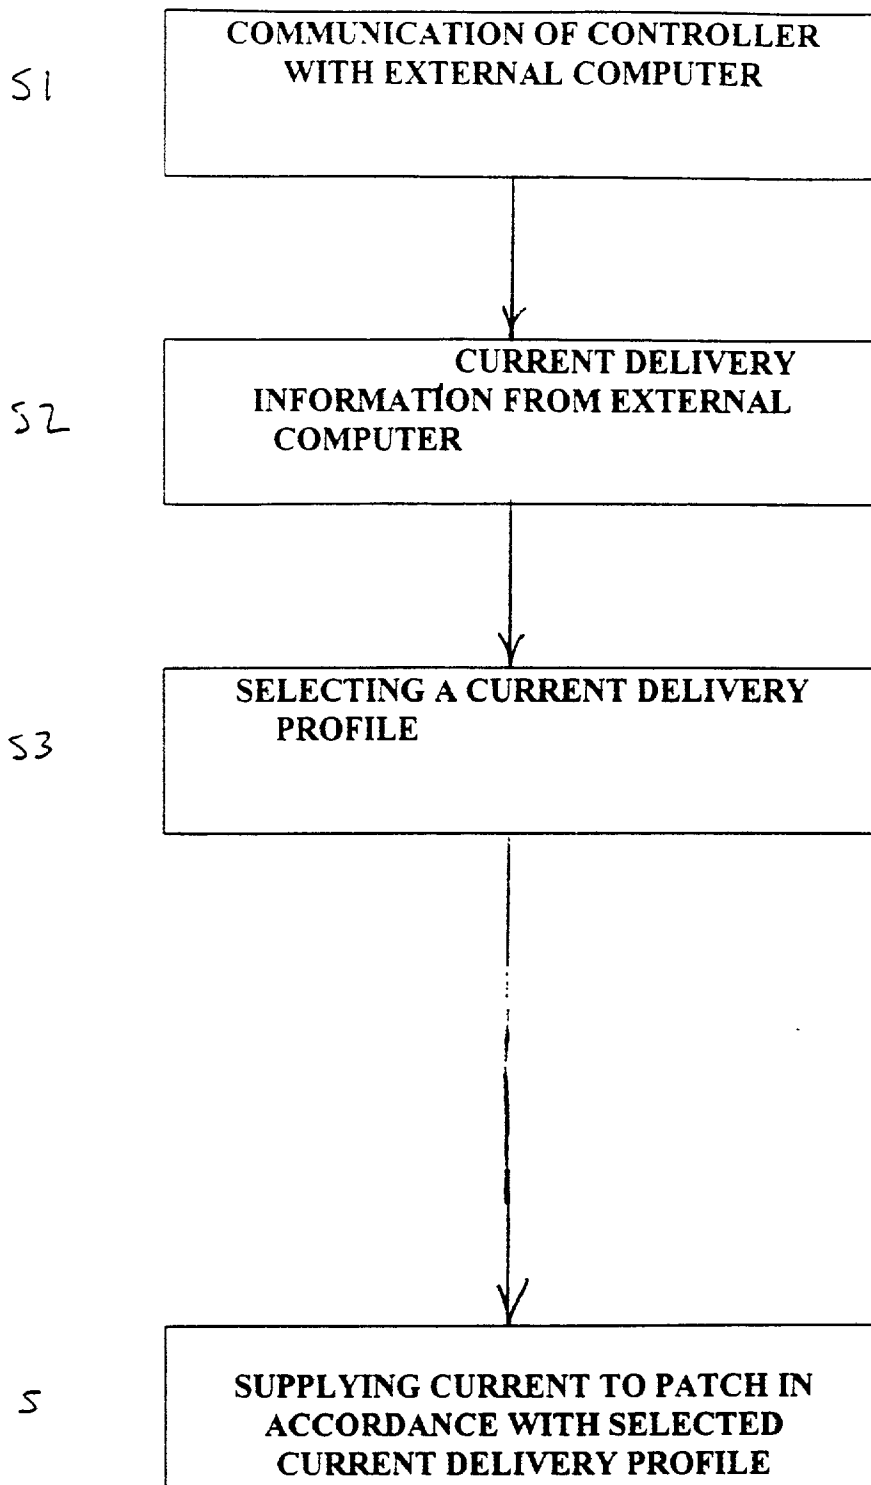 COMMUNICATION OF CONTROLLER
WITH EXTERNAL COMPUTER
S1
CURRENT DELIVERY
INFORMATION FROM EXTERNAL
COMPUTER
S2
SELECTING A CURRENT DELIVERY
PROFILE
S3
SUPPLYING CURRENT TO PATCH IN
ACCORDANCE WITH SELECTED
CURRENT DELIVERY PROFILE
S